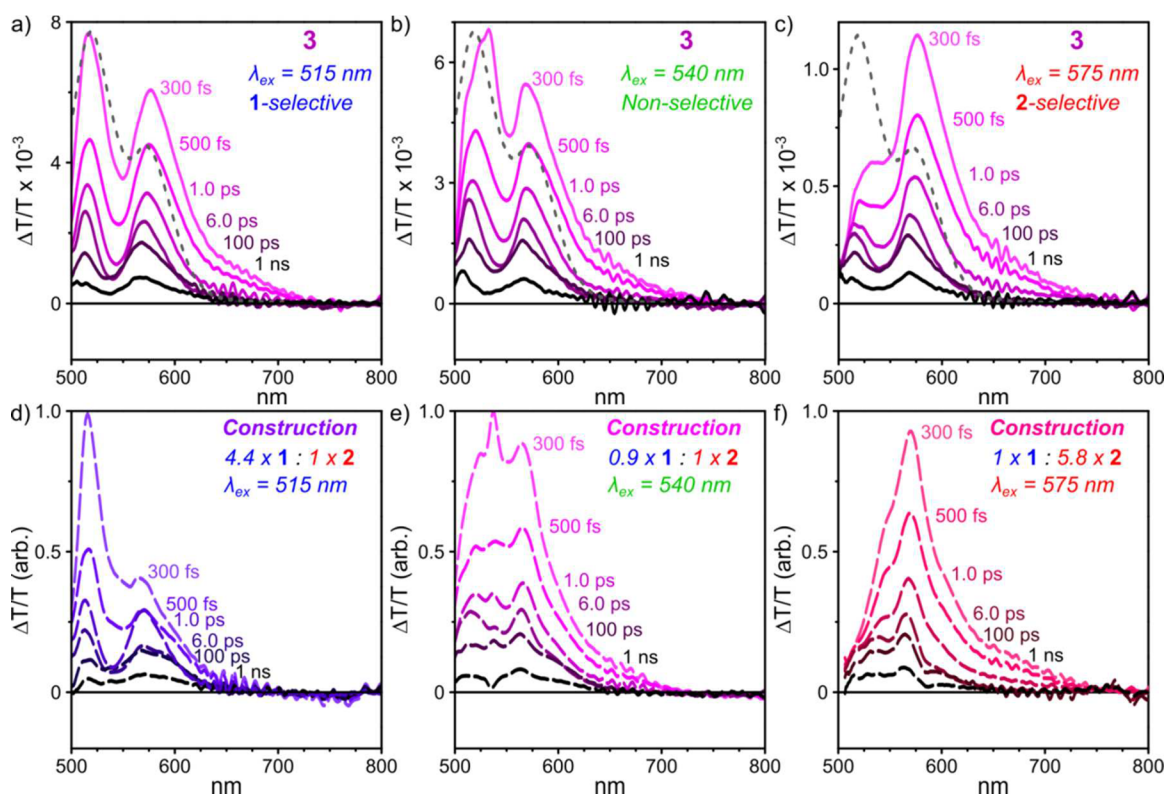 a)
8
4
0
ΔT/T x 10⁻³
3
λex = 515 nm
1-selective
300 fs
500 fs
1.0 ps
6.0 ps
100 ps
1 ns
500 600 700 800
nm
b)
6
3
0
ΔT/T x 10⁻³
3
λex = 540 nm
Non-selective
300 fs
500 fs
1.0 ps
6.0 ps
100 ps
1 ns
500 600 700 800
nm
c)
1.0
0.5
0
ΔT/T x 10⁻³
3
λex = 575 nm
2-selective
300 fs
500 fs
1.0 ps
6.0 ps
100 ps
1 ns
500 600 700 800
nm
d)
1.0
0.5
0
ΔT/T (arb.)
Construction
4.4 x 1 : 1 x 2
λex = 515 nm
300 fs
500 fs
1.0 ps
6.0 ps
100 ps
1 ns
500 600 700 800
nm
e)
1.0
0.5
0
ΔT/T (arb.)
Construction
0.9 x 1 : 1 x 2
λex = 540 nm
300 fs
500 fs
1.0 ps
6.0 ps
100 ps
1 ns
500 600 700 800
nm
f)
1.0
0.5
0
ΔT/T (arb.)
Construction
1 x 1 : 5.8 x 2
λex = 575 nm
300 fs
500 fs
1.0 ps
6.0 ps
100 ps
1 ns
500 600 700 800
nm